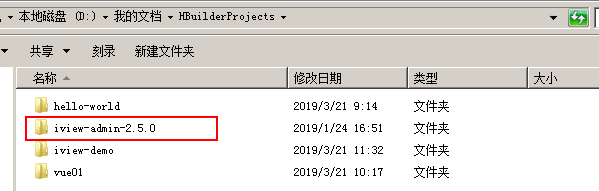 本地磁盘 (D:) ▸ 我的文档 ▸ HBuilderProjects ▸
共享 刻录 新建文件夹
名称 修改日期 类型 大小
hello-world 2019/3/21 9:14 文件夹
iview-admin-2.5.0 2019/1/24 16:51 文件夹
iview-demo 2019/3/21 11:32 文件夹
vue01 2019/3/21 10:17 文件夹